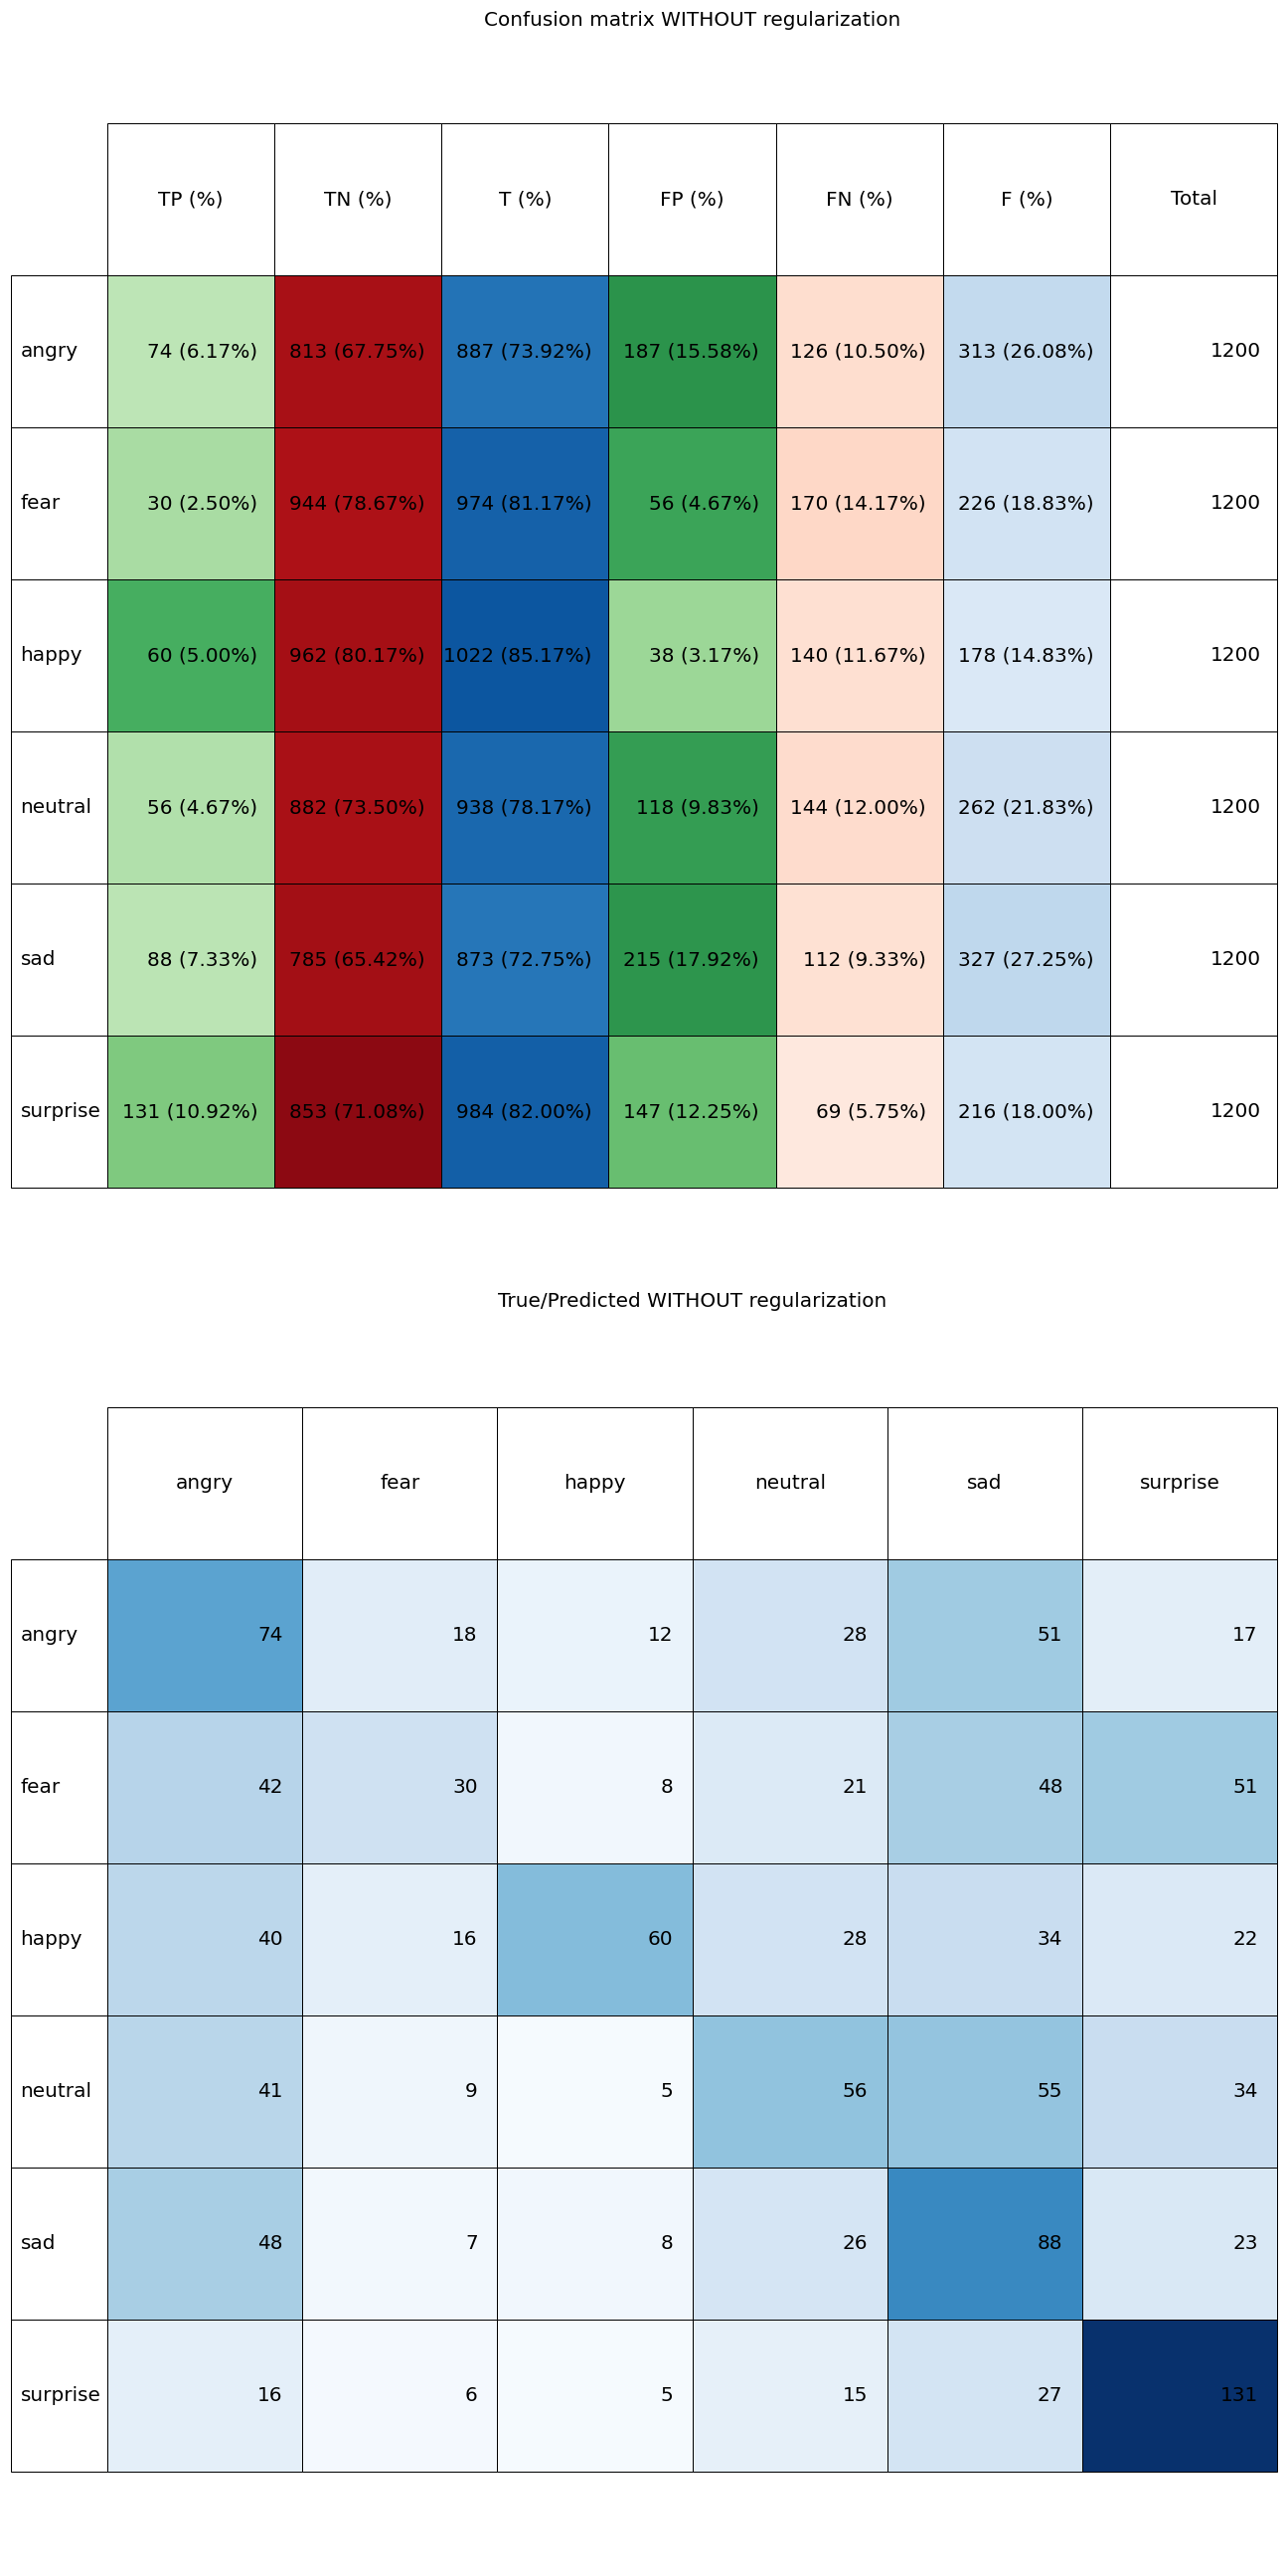 Confusion matrix WITHOUT regularization
TP (%) TN (%) T (%) FP (%) FN (%) F (%) Total
angry 74 (6.17%) 813 (67.75%) 887 (73.92%) 187 (15.58%) 126 (10.50%) 313 (26.08%) 1200
fear 30 (2.50%) 944 (78.67%) 974 (81.17%) 56 (4.67%) 170 (14.17%) 226 (18.83%) 1200
happy 60 (5.00%) 962 (80.17%) 1022 (85.17%) 38 (3.17%) 140 (11.67%) 178 (14.83%) 1200
neutral 56 (4.67%) 882 (73.50%) 938 (78.17%) 118 (9.83%) 144 (12.00%) 262 (21.83%) 1200
sad 88 (7.33%) 785 (65.42%) 873 (72.75%) 215 (17.92%) 112 (9.33%) 327 (27.25%) 1200
surprise 131 (10.92%) 853 (71.08%) 984 (82.00%) 147 (12.25%) 69 (5.75%) 216 (18.00%) 1200
True/Predicted WITHOUT regularization
angry fear happy neutral sad surprise
angry 74 18 12 28 51 17
fear 42 30 8 21 48 51
happy 40 16 60 28 34 22
neutral 41 9 5 56 55 34
sad 48 7 8 26 88 23
surprise 16 6 5 15 27 131